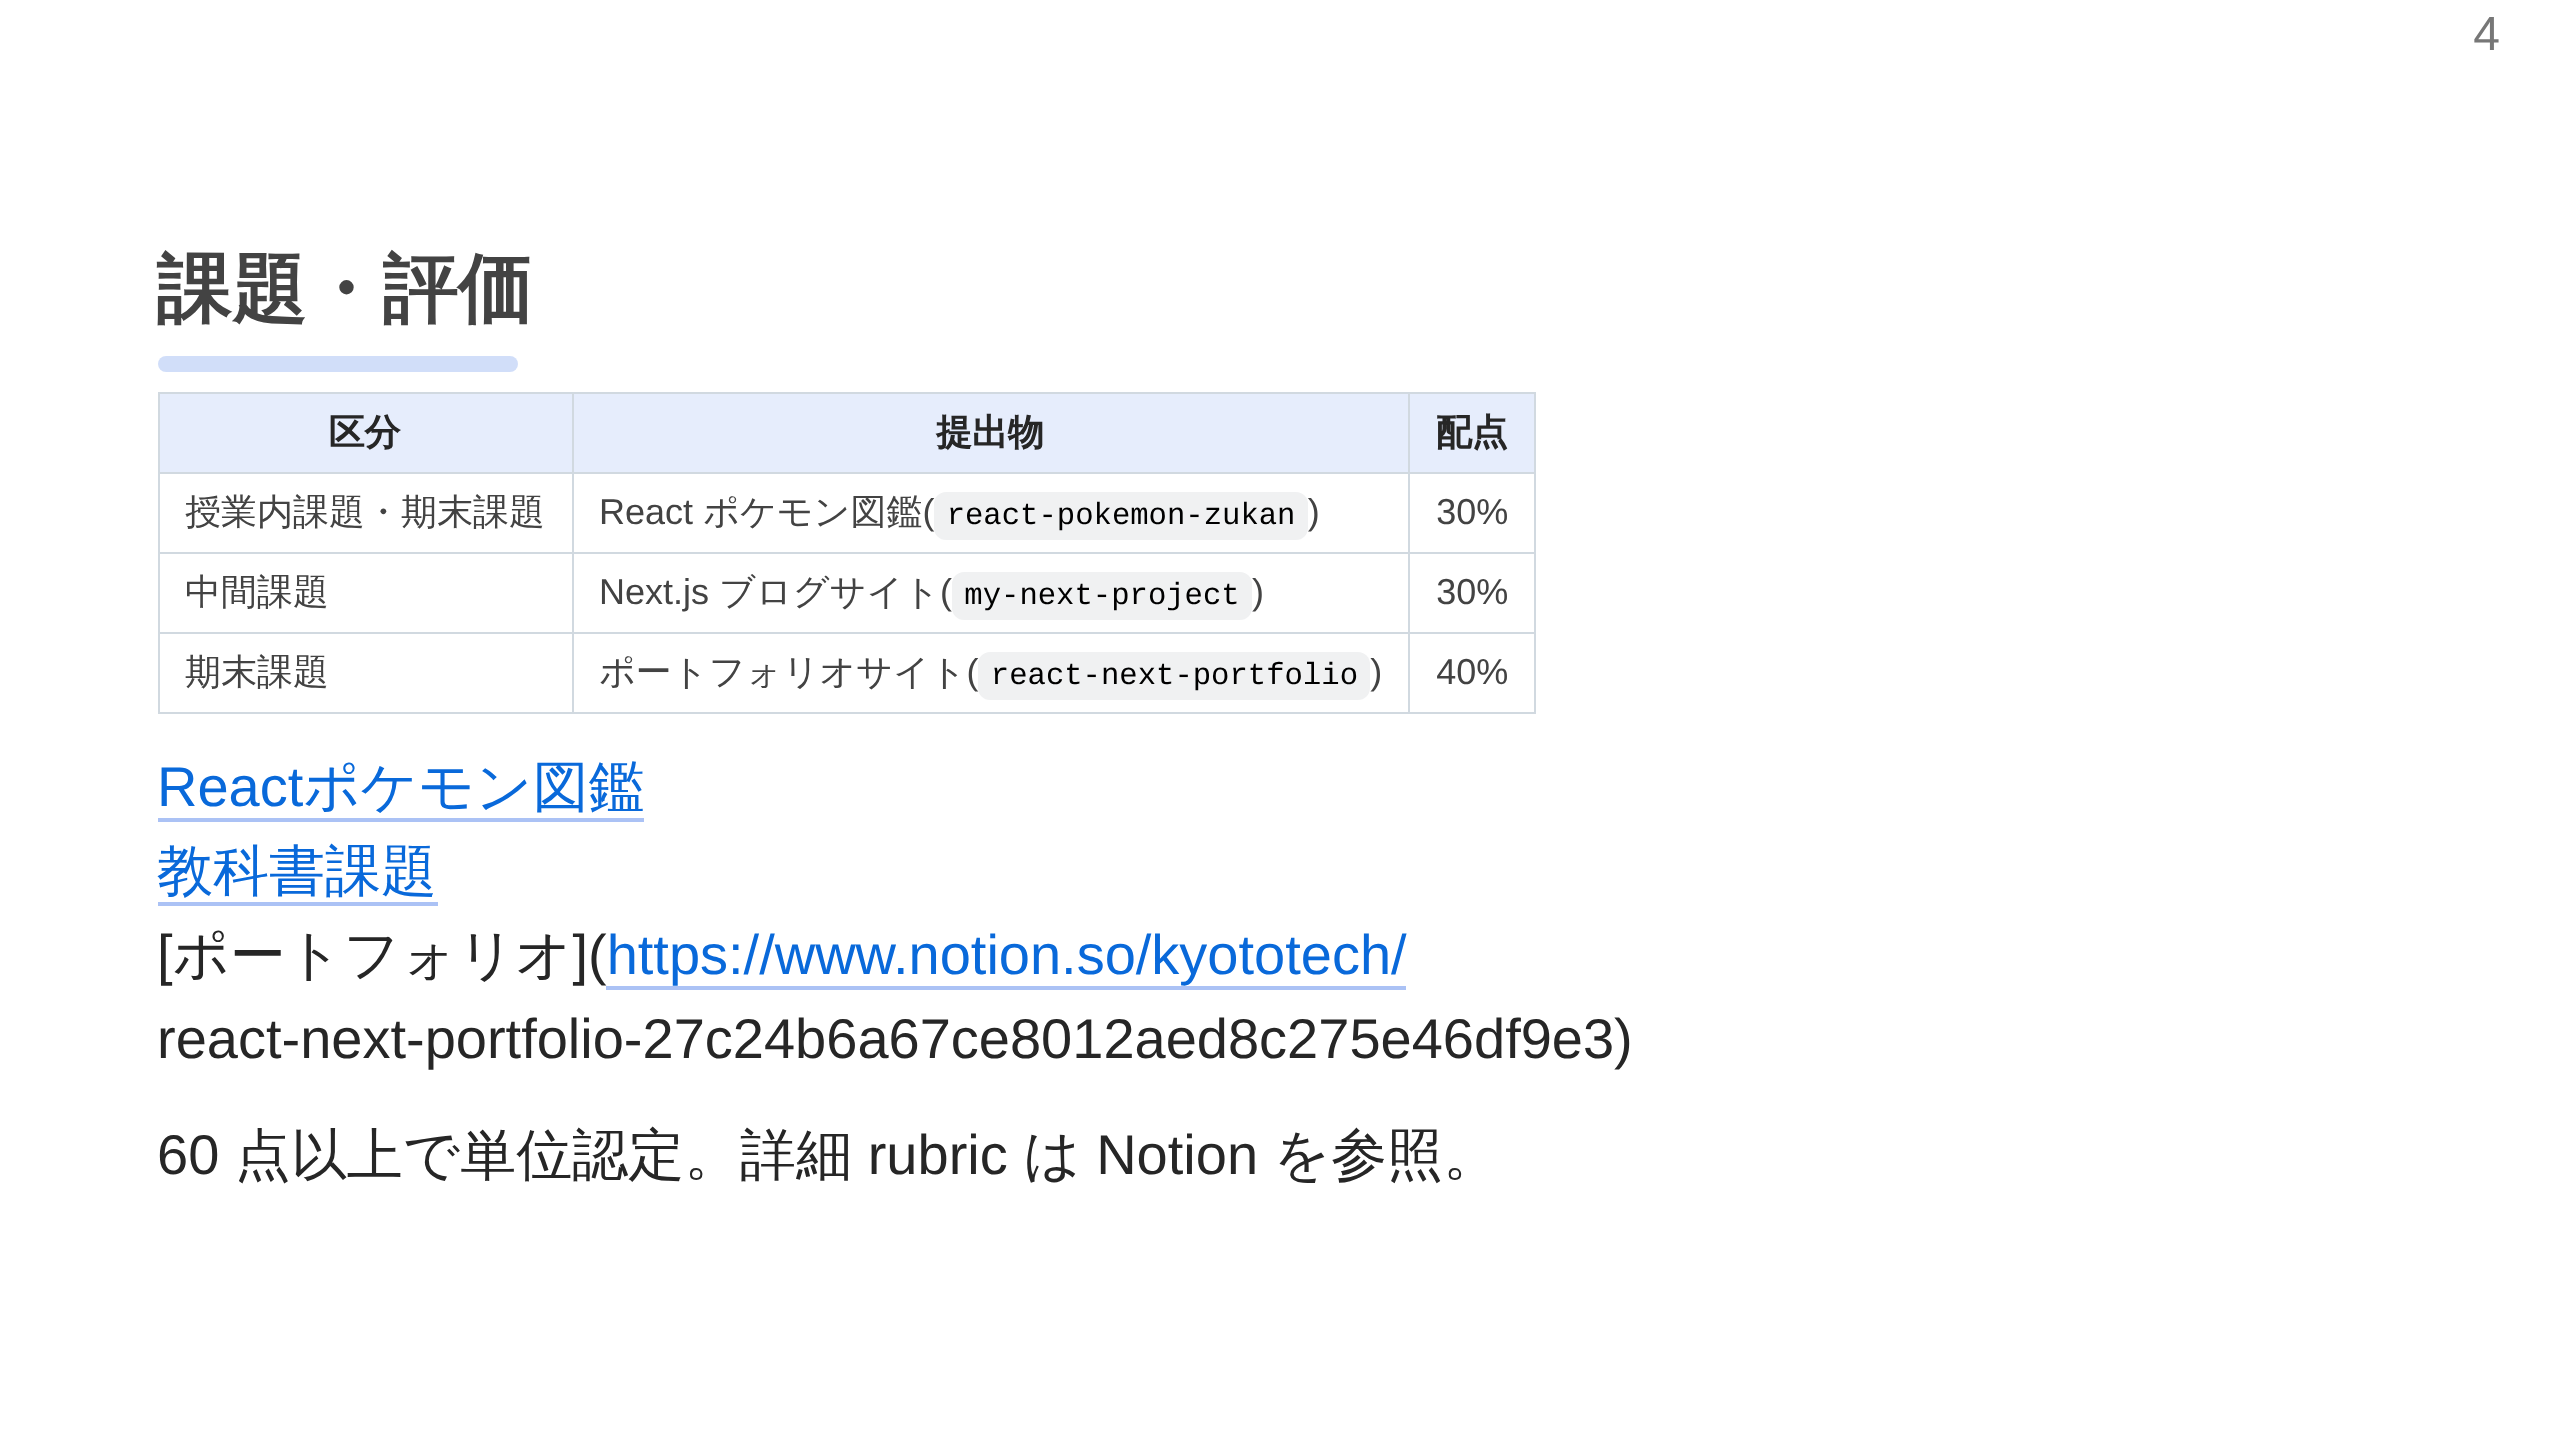 4
課題・評価
区分 提出物 配点
授業内課題・期末課題 React ポケモン図鑑(react-pokemon-zukan) 30%
中間課題 Next.js ブログサイト(my-next-project) 30%
期末課題 ポートフォリオサイト(react-next-portfolio) 40%
Reactポケモン図鑑
教科書課題
[ポートフォリオ](https://www.notion.so/kyototech/
react-next-portfolio-27c24b6a67ce8012aed8c275e46df9e3)
60 点以上で単位認定。詳細 rubric は Notion を参照。